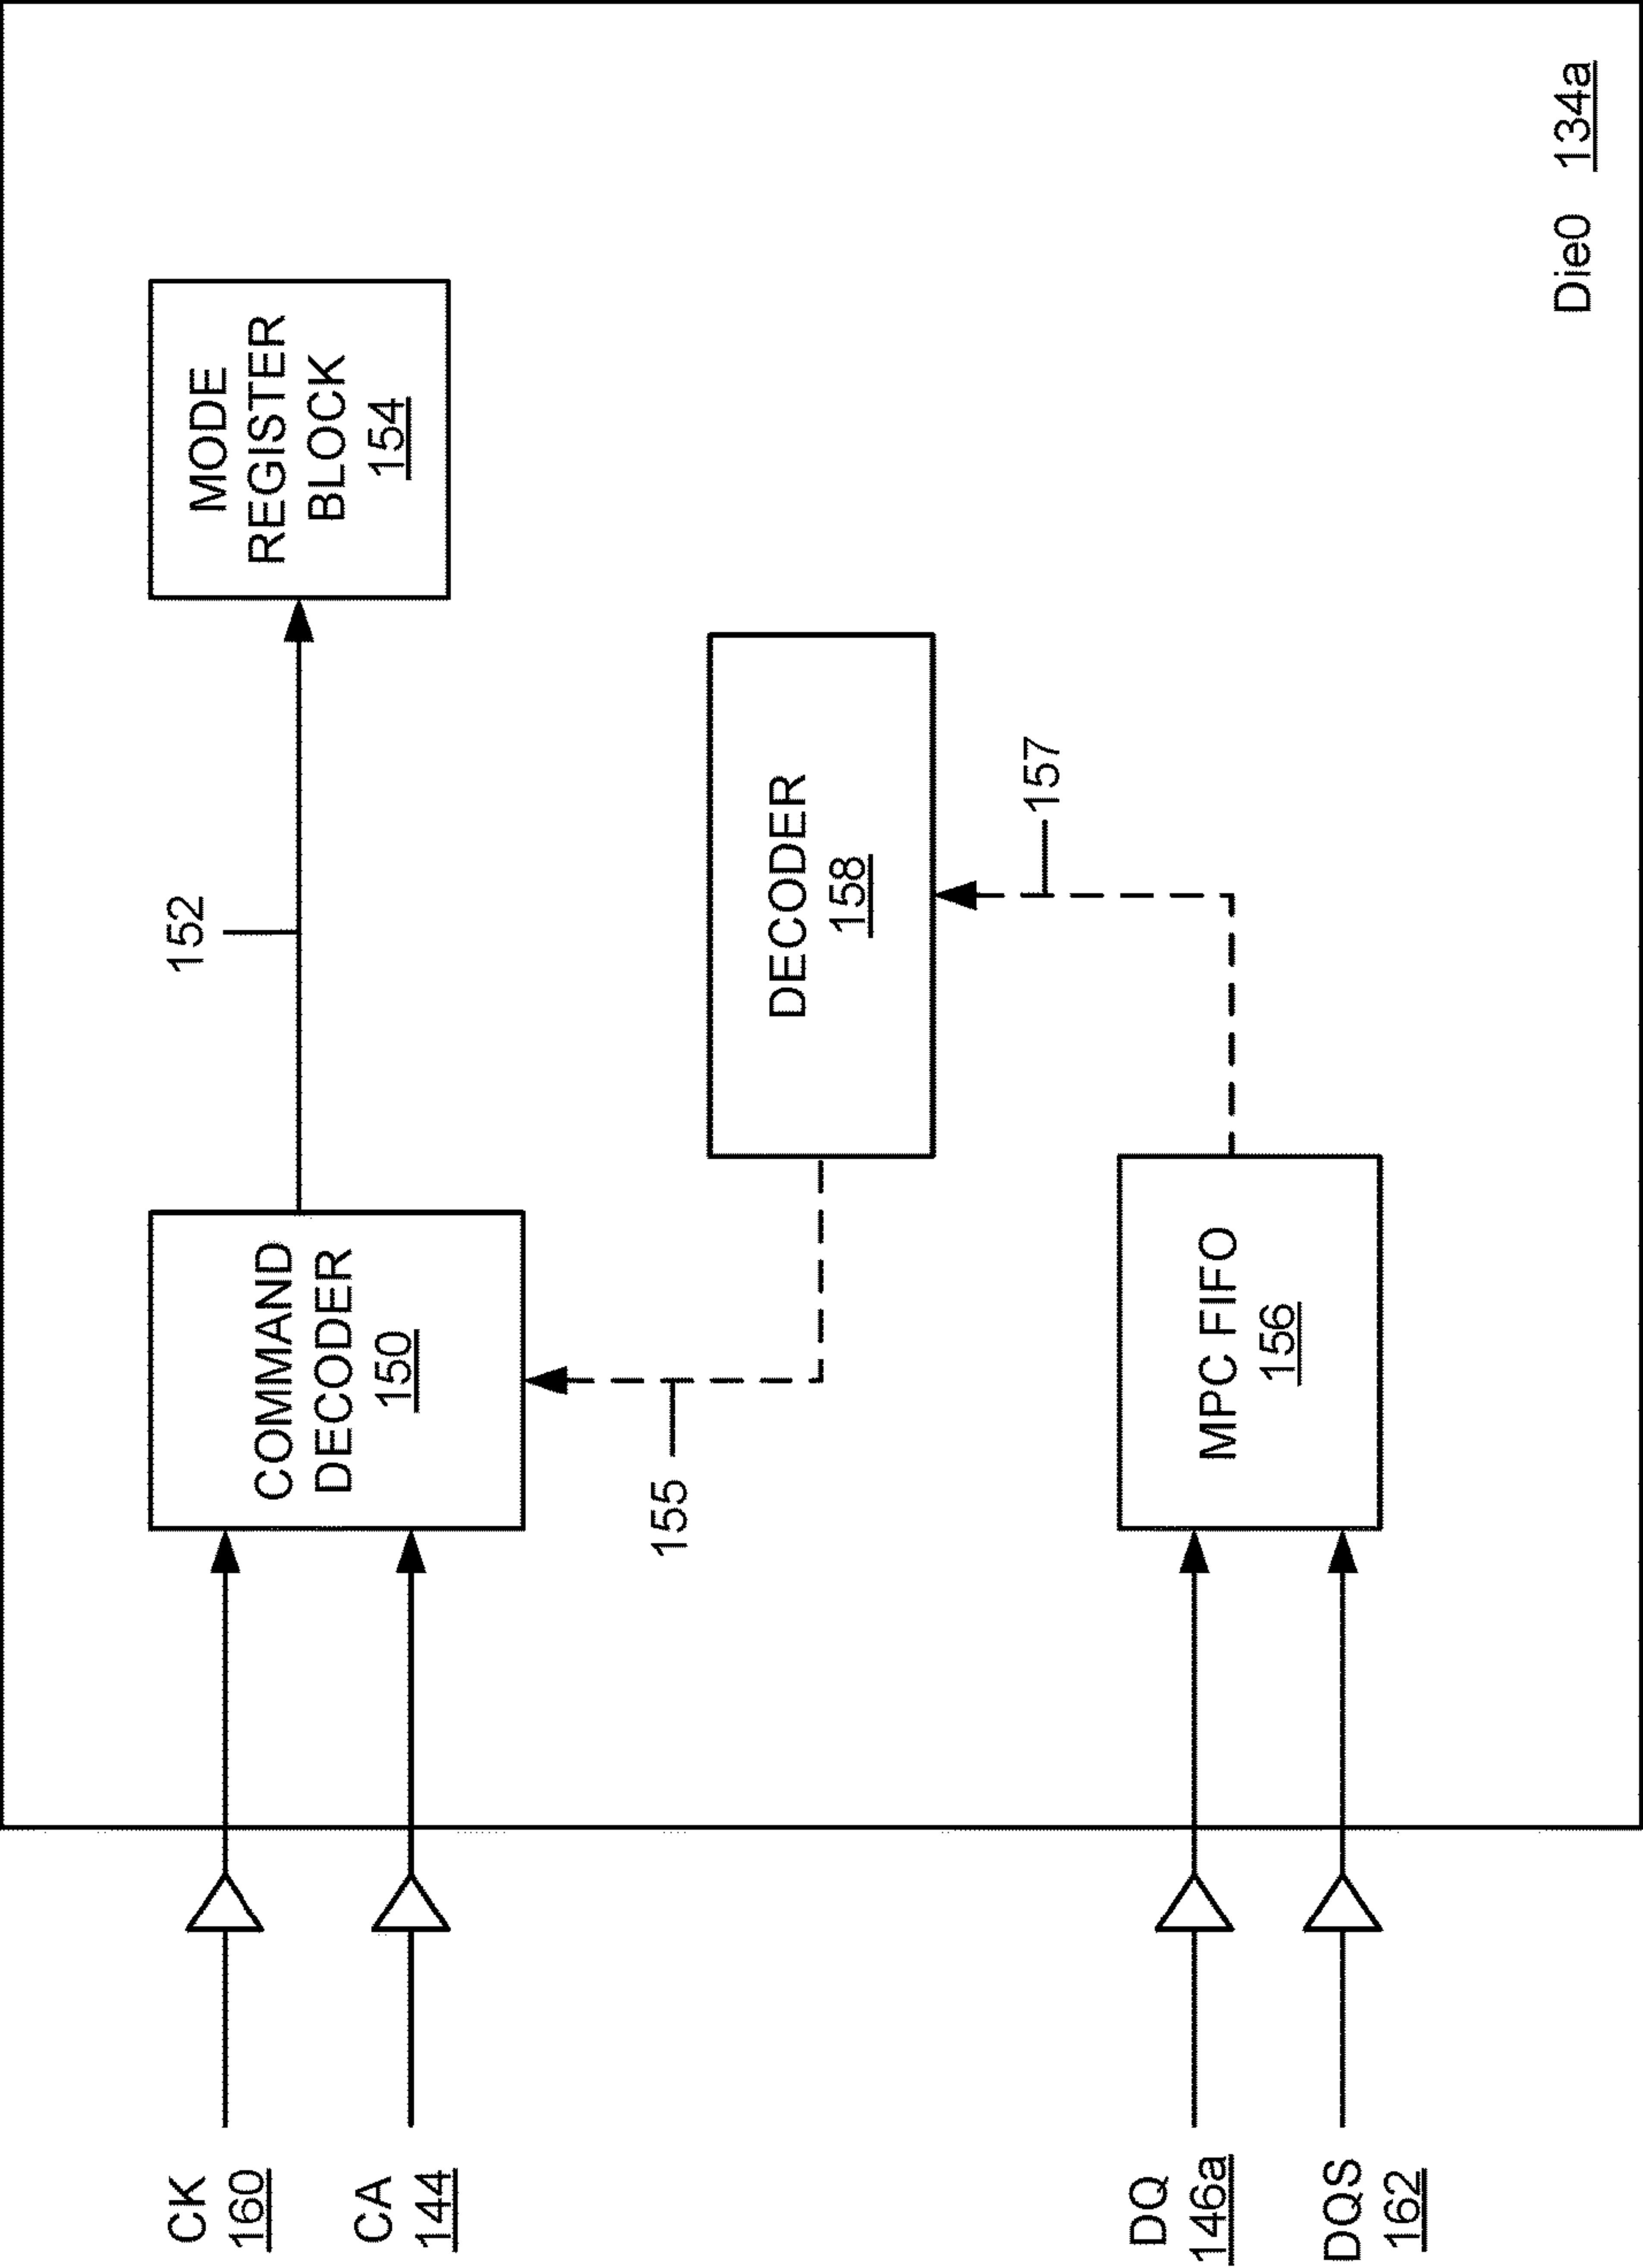 CK
160
CA
144
DQ
146a
DQS
162
COMMAND
DECODER
150
152
MODE
REGISTER
BLOCK
154
155
DECODER
158
157
MPC FIFO
156
Die0 134a